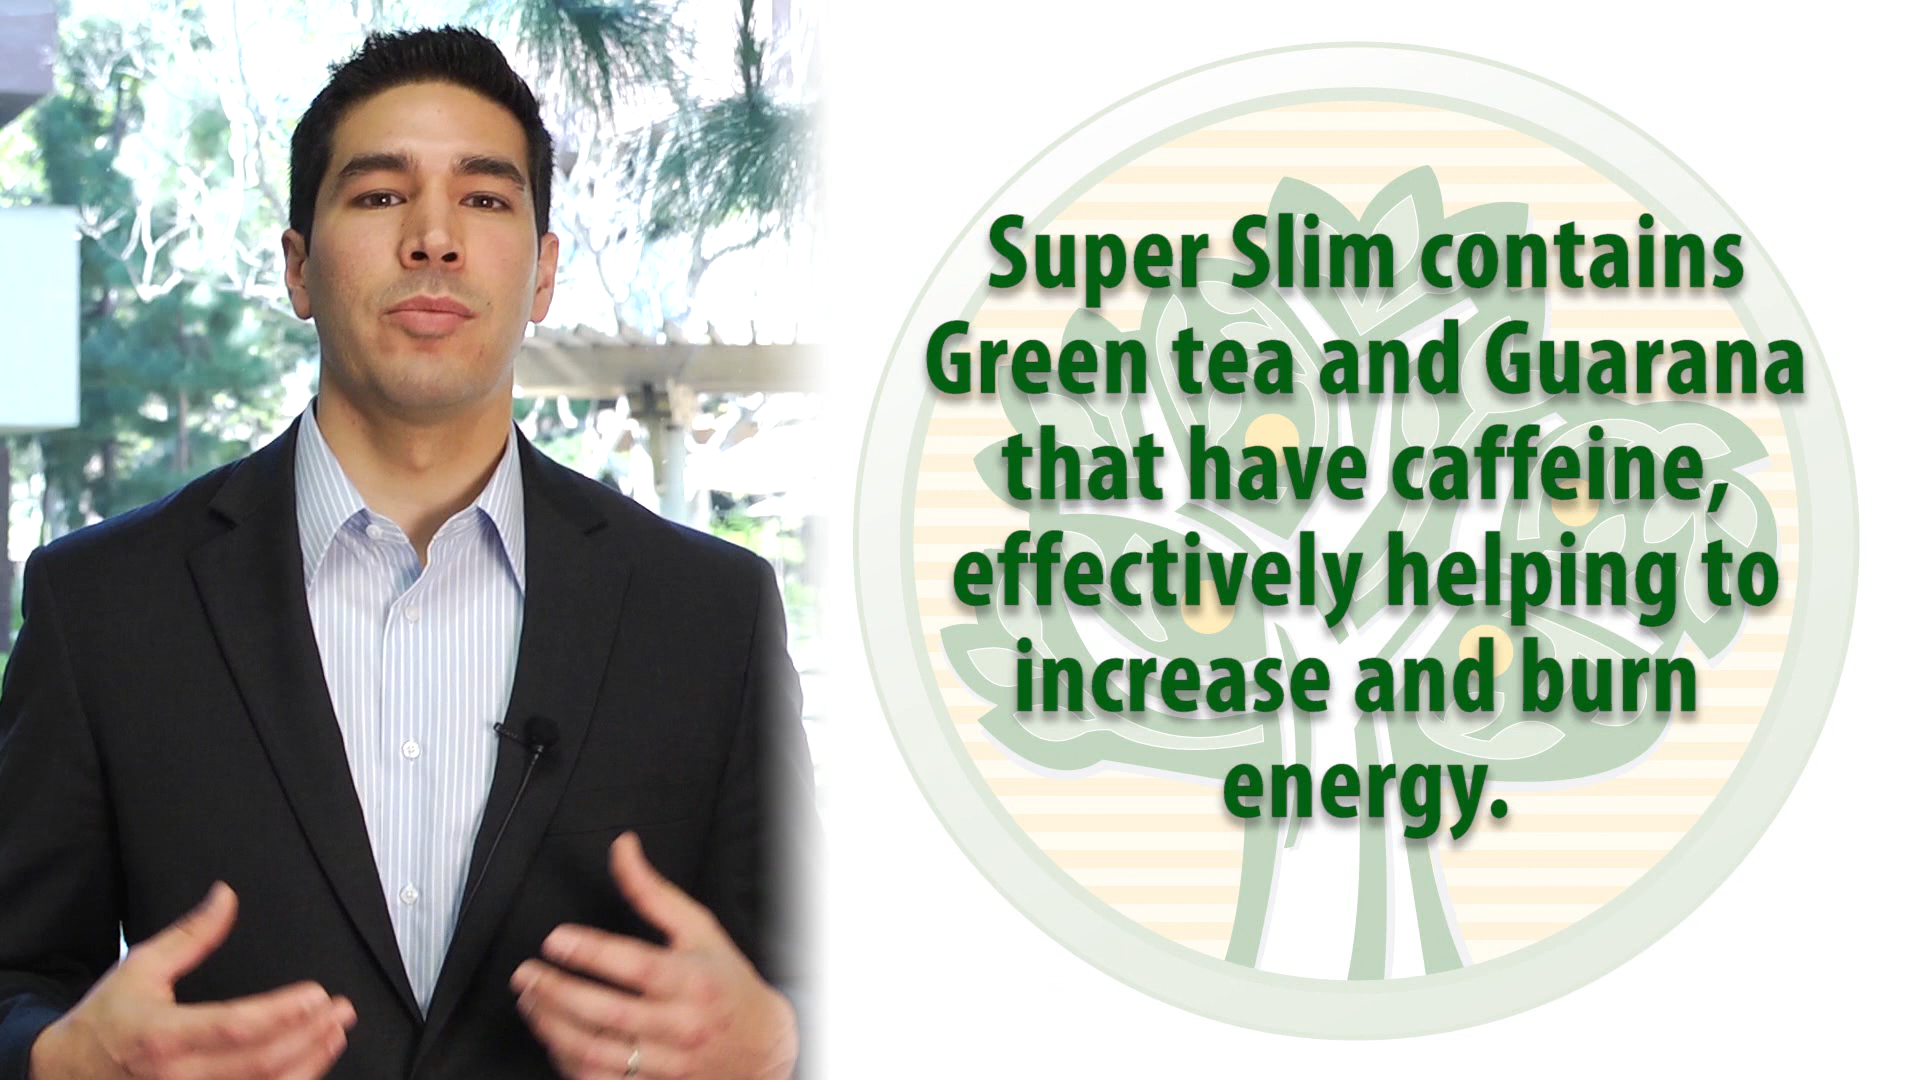 Super Slim contains
Green tea and Guarana
that have caffeine,
effectively helping to
increase and burn
energy.